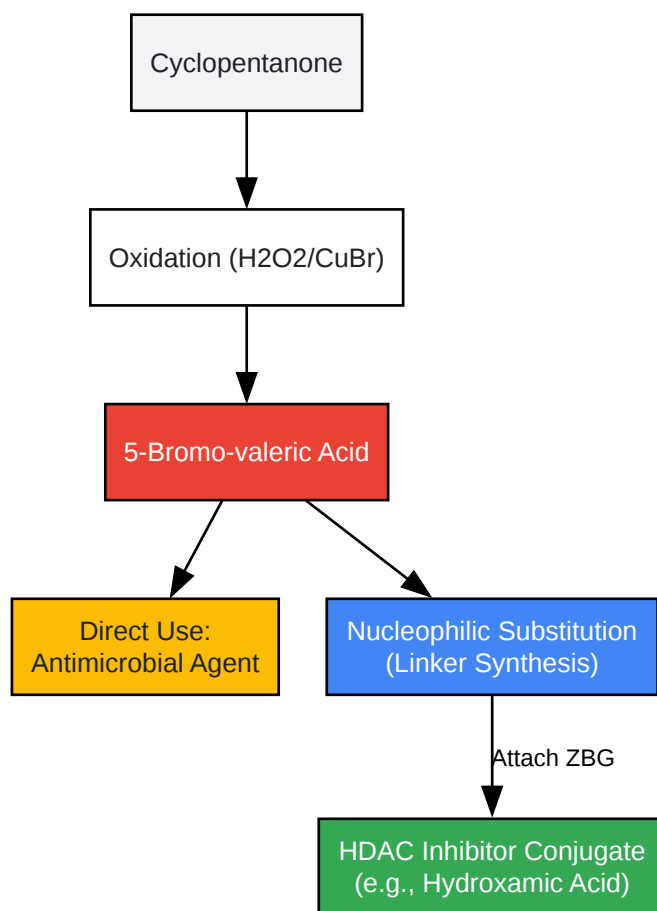 Cyclopentanone
Oxidation (H2O2/CuBr)
5-Bromo-valeric Acid
Direct Use:
Antimicrobial Agent
Nucleophilic Substitution
(Linker Synthesis)
Attach ZBG
HDAC Inhibitor Conjugate
(e.g., Hydroxamic Acid)